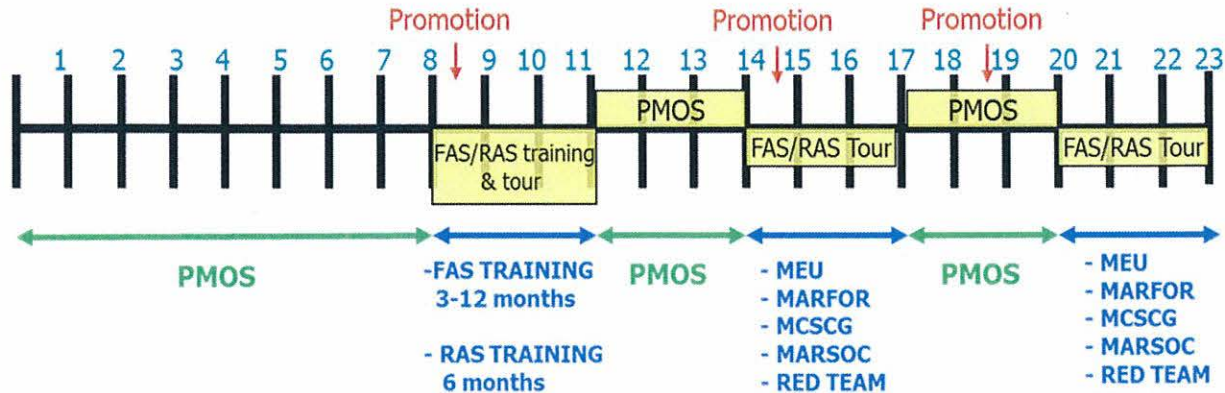 Promotion Promotion Promotion
1 2 3 4 5 6 7 8 9 10 11 12 13 14 15 16 17 18 19 20 21 22 23
PMOS PMOS
FAS/RAS training
& tour
FAS/RAS Tour FAS/RAS Tour
PMOS
-FAS TRAINING
3-12 months
- RAS TRAINING
6 months
PMOS
- MEU
- MARFOR
- MCSCG
- MARSOC
- RED TEAM
PMOS
- MEU
- MARFOR
- MCSCG
- MARSOC
- RED TEAM